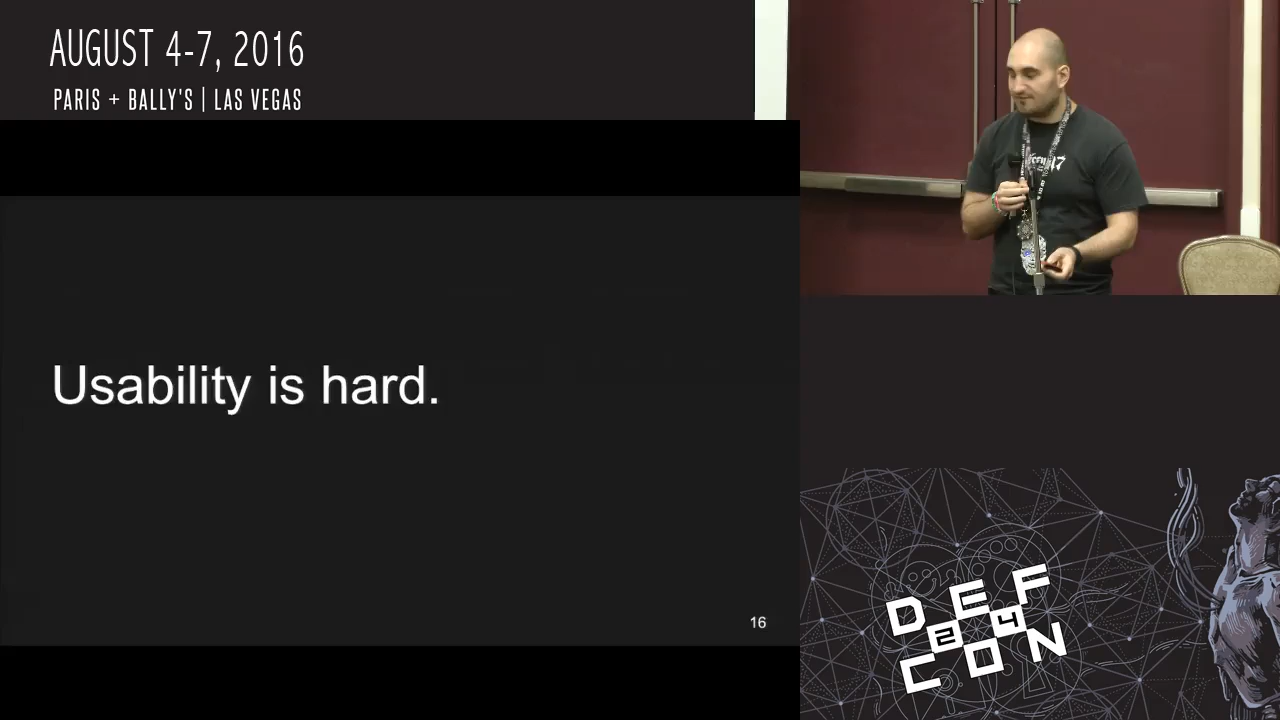 AUGUST 4-7, 2016
PARIS + BALLY'S | LAS VEGAS
Usability is hard.
16
DEF
24
CON